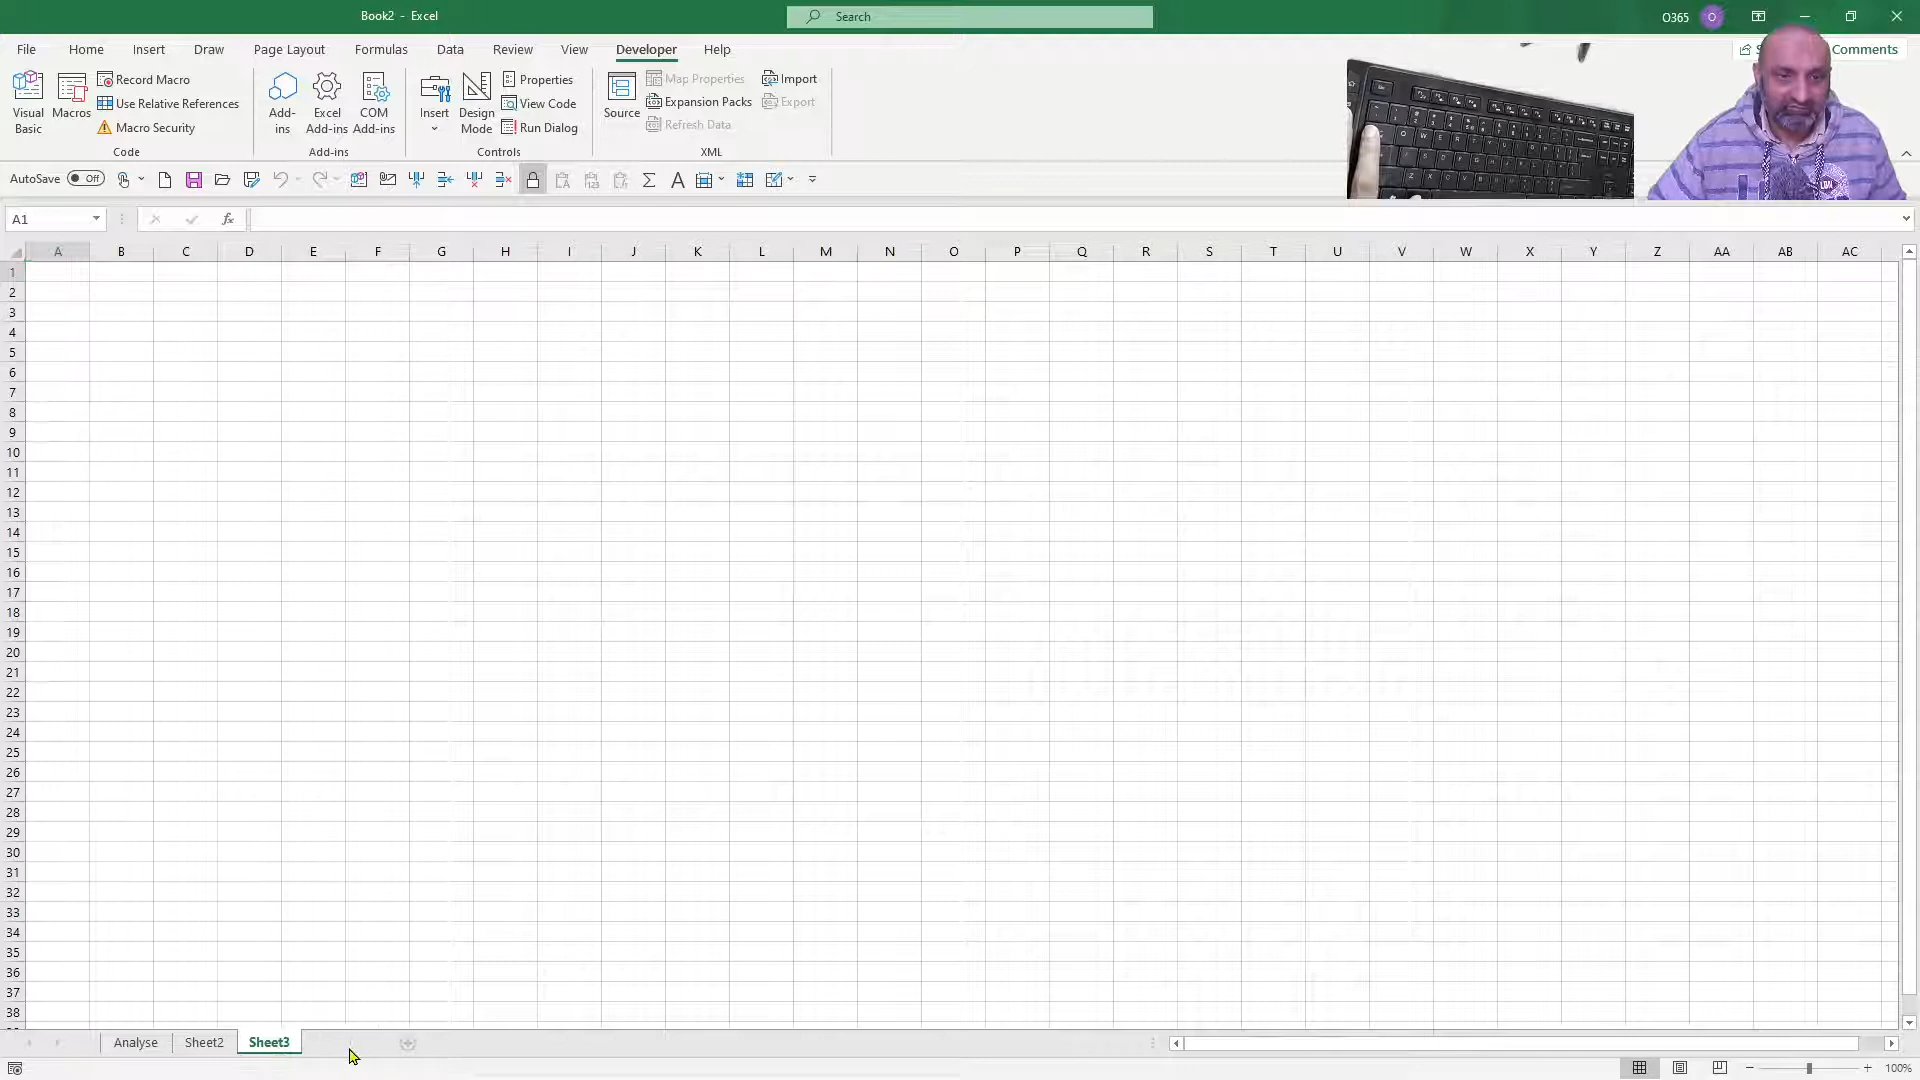 Book2 - Excel
Search
O365
O
File Home Insert Draw Page Layout Formulas Data Review View Developer Help
Comments
Visual Basic
Macros
Record Macro
Use Relative References
Macro Security
Code
Add-ins
Excel Add-ins
COM Add-ins
Add-ins
Insert
Design Mode
Properties
View Code
Run Dialog
Controls
Source
Map Properties
Expansion Packs
Refresh Data
Import
Export
XML
AutoSave Off
A1
fx
A B C D E F G H I J K L M N O P Q R S T U V W X Y Z AA AB AC
1
2
3
4
5
6
7
8
9
10
11
12
13
14
15
16
17
18
19
20
21
22
23
24
25
26
27
28
29
30
31
32
33
34
35
36
37
38
Analyse Sheet2 Sheet3
100%